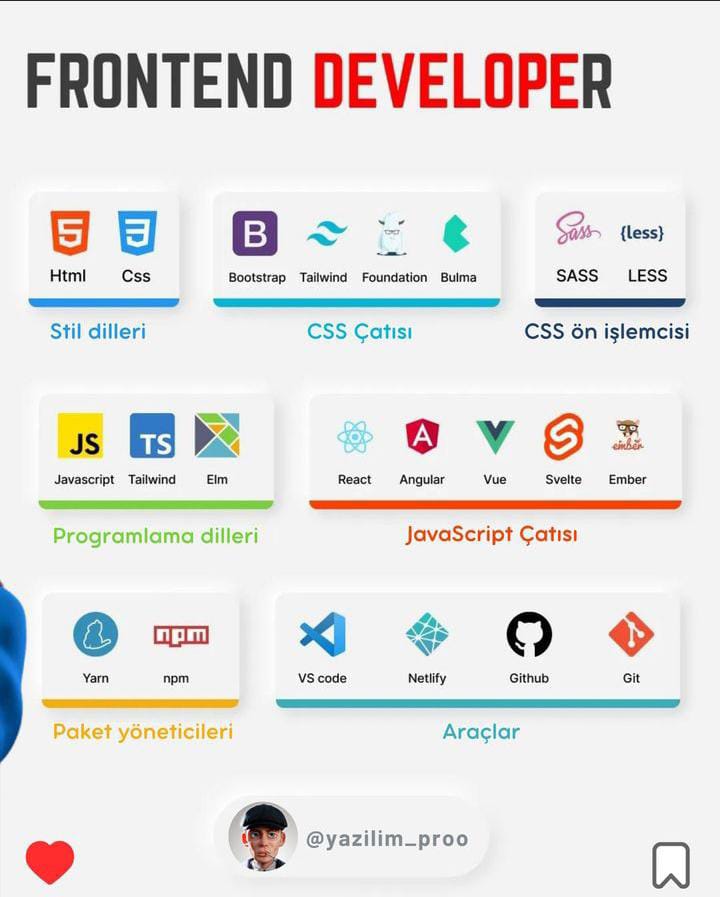 FRONTEND DEVELOPER
Html Css
Stil dilleri
B
Bootstrap Tailwind Foundation Bulma
CSS Çatısı
Sass {less}
SASS LESS
CSS ön işlemcisi
JS TS
Javascript Tailwind Elm
Programlama dilleri
A ember
React Angular Vue Svelte Ember
JavaScript Çatısı
npm
Yarn npm
Paket yöneticileri
VS code Netlify Github Git
Araçlar
@yazilim_proo